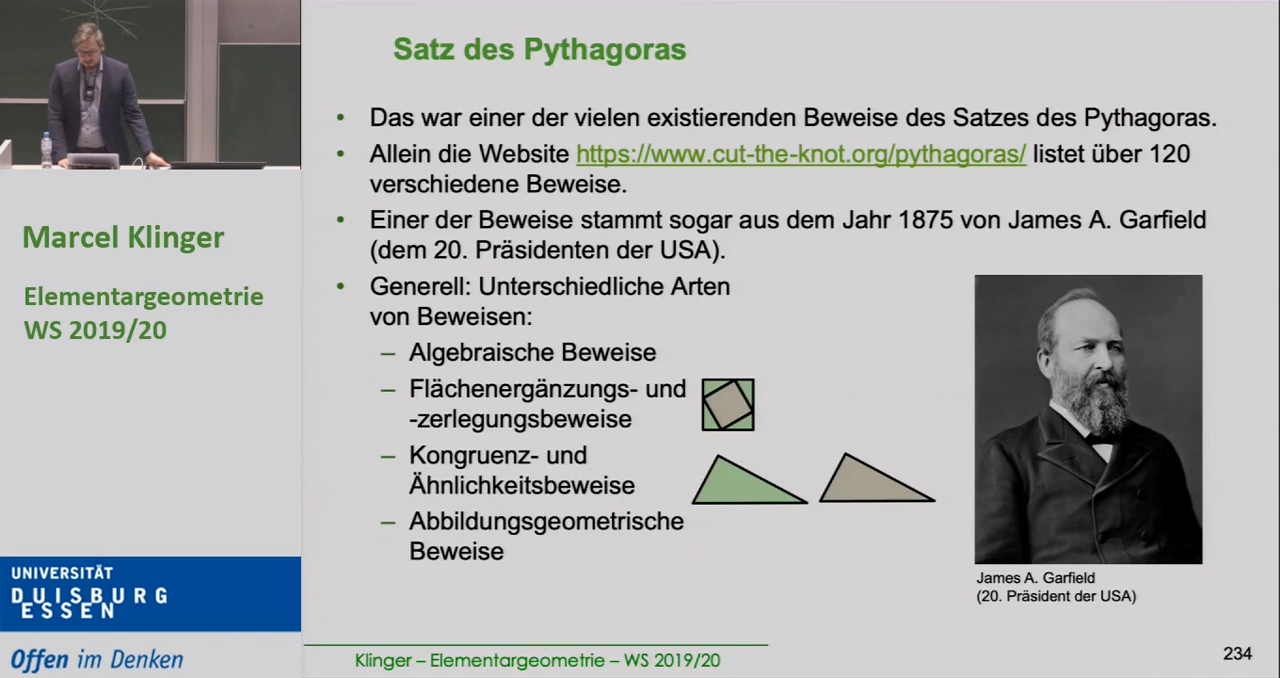 Satz des Pythagoras
• Das war einer der vielen existierenden Beweise des Satzes des Pythagoras.
• Allein die Website https://www.cut-the-knot.org/pythagoras/ listet über 120
verschiedene Beweise.
• Einer der Beweise stammt sogar aus dem Jahr 1875 von James A. Garfield
(dem 20. Präsidenten der USA).
• Generell: Unterschiedliche Arten
von Beweisen:
– Algebraische Beweise
– Flächenergänzungs- und
-zerlegungsbeweise
– Kongruenz- und
Ähnlichkeitsbeweise
– Abbildungsgeometrische
Beweise
James A. Garfield
(20. Präsident der USA)
Klinger – Elementargeometrie – WS 2019/20
234
Marcel Klinger
Elementargeometrie
WS 2019/20
UNIVERSITÄT
DUISBURG
ESSEN
Offen im Denken